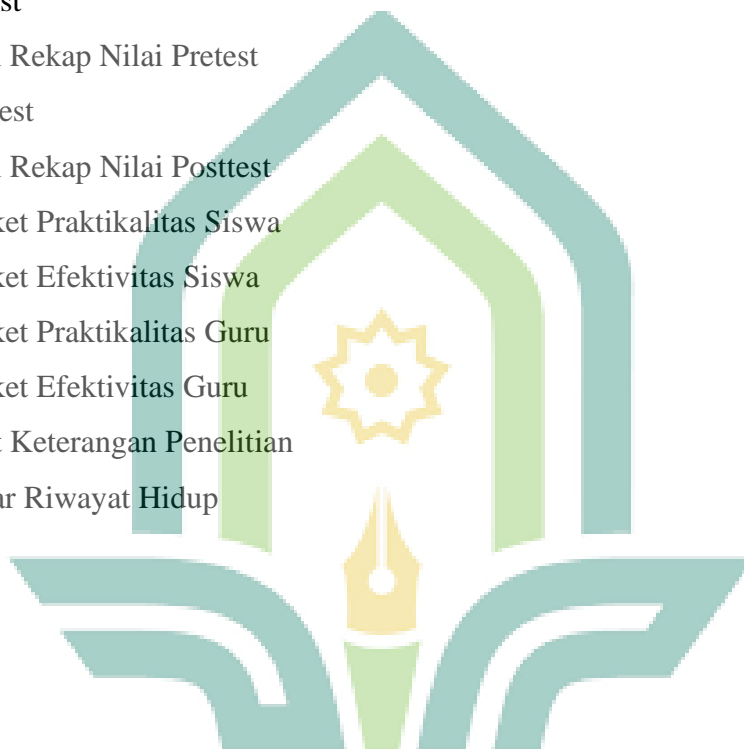 st
Rekap Nilai Pretest
est
Rekap Nilai Posttest
ket Praktikalitas Siswa
ket Efektivitas Siswa
ket Praktikalitas Guru
ket Efektivitas Guru
t Keterangan Penelitian
ar Riwayat Hidup